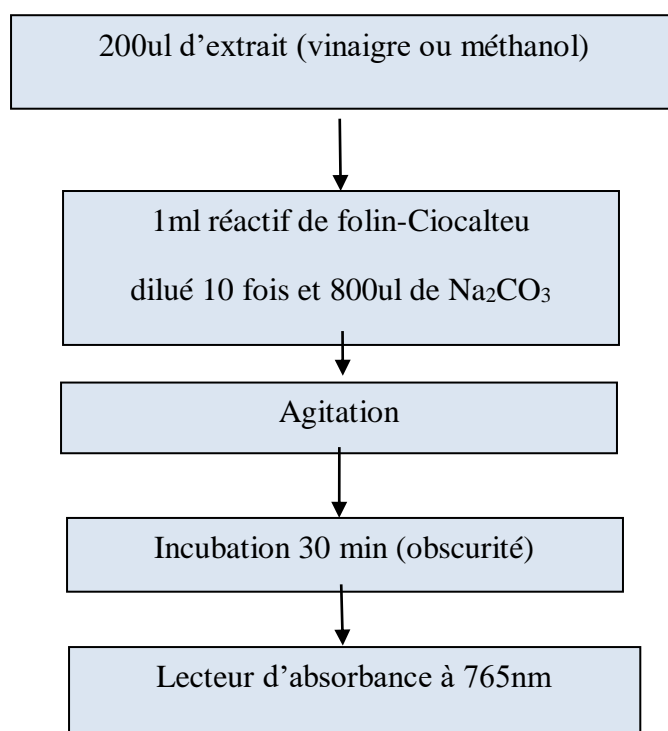 200ul d’extrait (vinaigre ou méthanol)
1ml réactif de folin-Ciocalteu
dilué 10 fois et 800ul de Na₂CO₃
Agitation
Incubation 30 min (obscurité)
Lecteur d’absorbance à 765nm